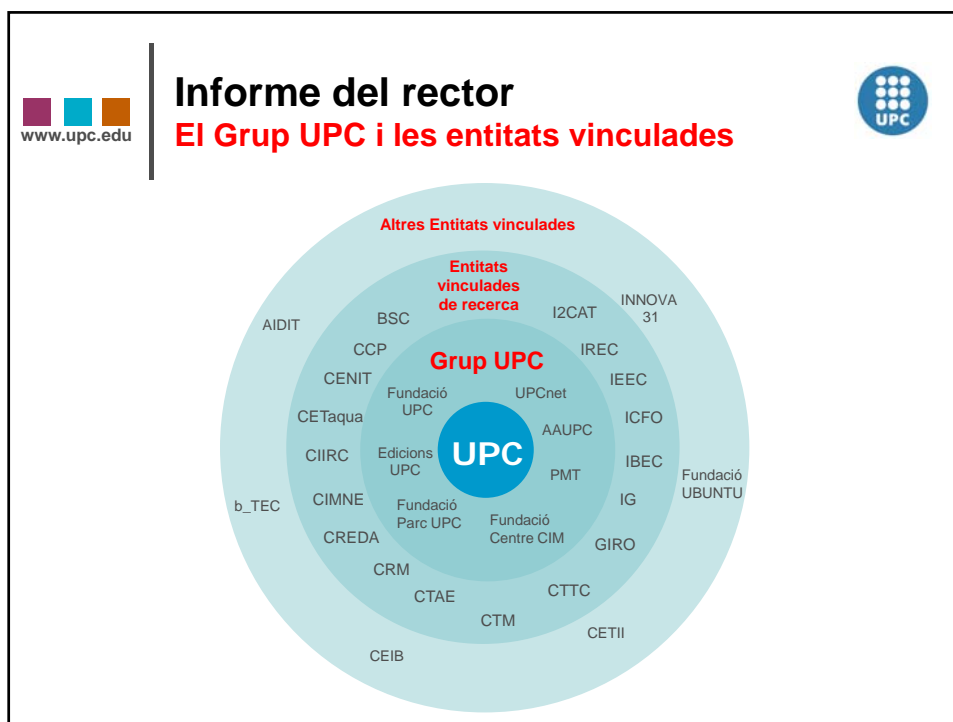 Informe del rector
El Grup UPC i les entitats vinculades
www.upc.edu
UPC
Altres Entitats vinculades
Entitats
vinculades
de recerca
Grup UPC
UPC
Fundació
UPC
UPCnet
AAUPC
PMT
Fundació
Centre CIM
Fundació
Parc UPC
Edicions
UPC
BSC
CCP
CENIT
CETaqua
CIIRC
CIMNE
CREDA
CRM
CTAE
CTM
CTTC
GIRO
IG
IBEC
ICFO
IEEC
IREC
I2CAT
INNOVA
31
Fundació
UBUNTU
CETII
CEIB
b_TEC
AIDIT